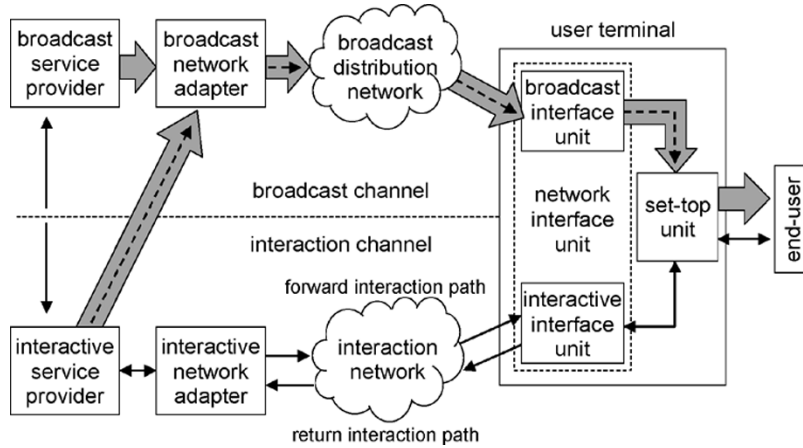 broadcast
service
provider
broadcast
network
adapter
broadcast
distribution
network
user terminal
broadcast
interface
unit
broadcast channel
network
interface
unit
set-top
unit
end-user
interaction channel
forward interaction path
interactive
service
provider
interactive
network
adapter
interaction
network
interactive
interface
unit
return interaction path